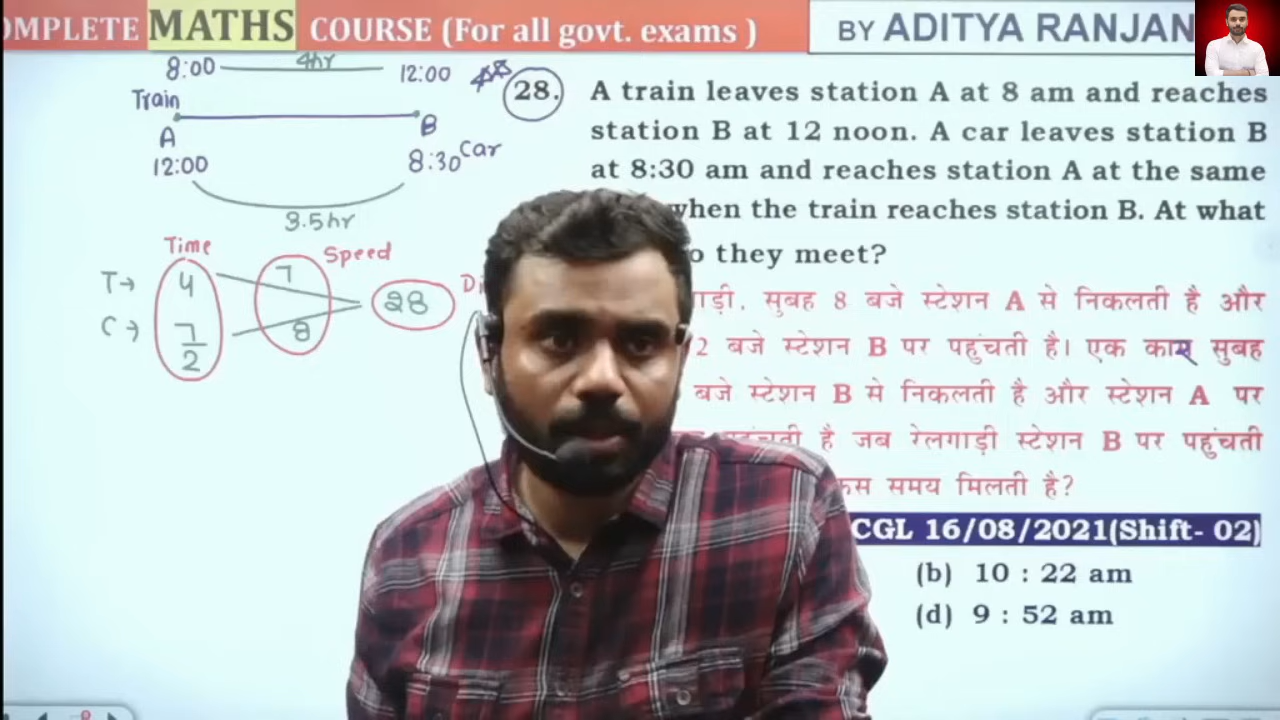 MPLETE MATHS COURSE (For all govt. exams )
BY ADITYA RANJAN
8:00 4hr 12:00
Train
A B
12:00 8:30 Car
3.5hr
Time Speed
T→ 4 7 28
C→ 7/2 8
28. A train leaves station A at 8 am and reaches
station B at 12 noon. A car leaves station B
at 8:30 am and reaches station A at the same
when the train reaches station B. At what
they meet?
सुबह 8 बजे स्टेशन A से निकलती है और
बजे स्टेशन B पर पहुंचती है। एक कार सुबह
बजे स्टेशन B से निकलती है और स्टेशन A पर
है जब रेलगाड़ी स्टेशन B पर पहुंचती
समय मिलती है?
CGL 16/08/2021(Shift- 02)
(b) 10 : 22 am
(d) 9 : 52 am